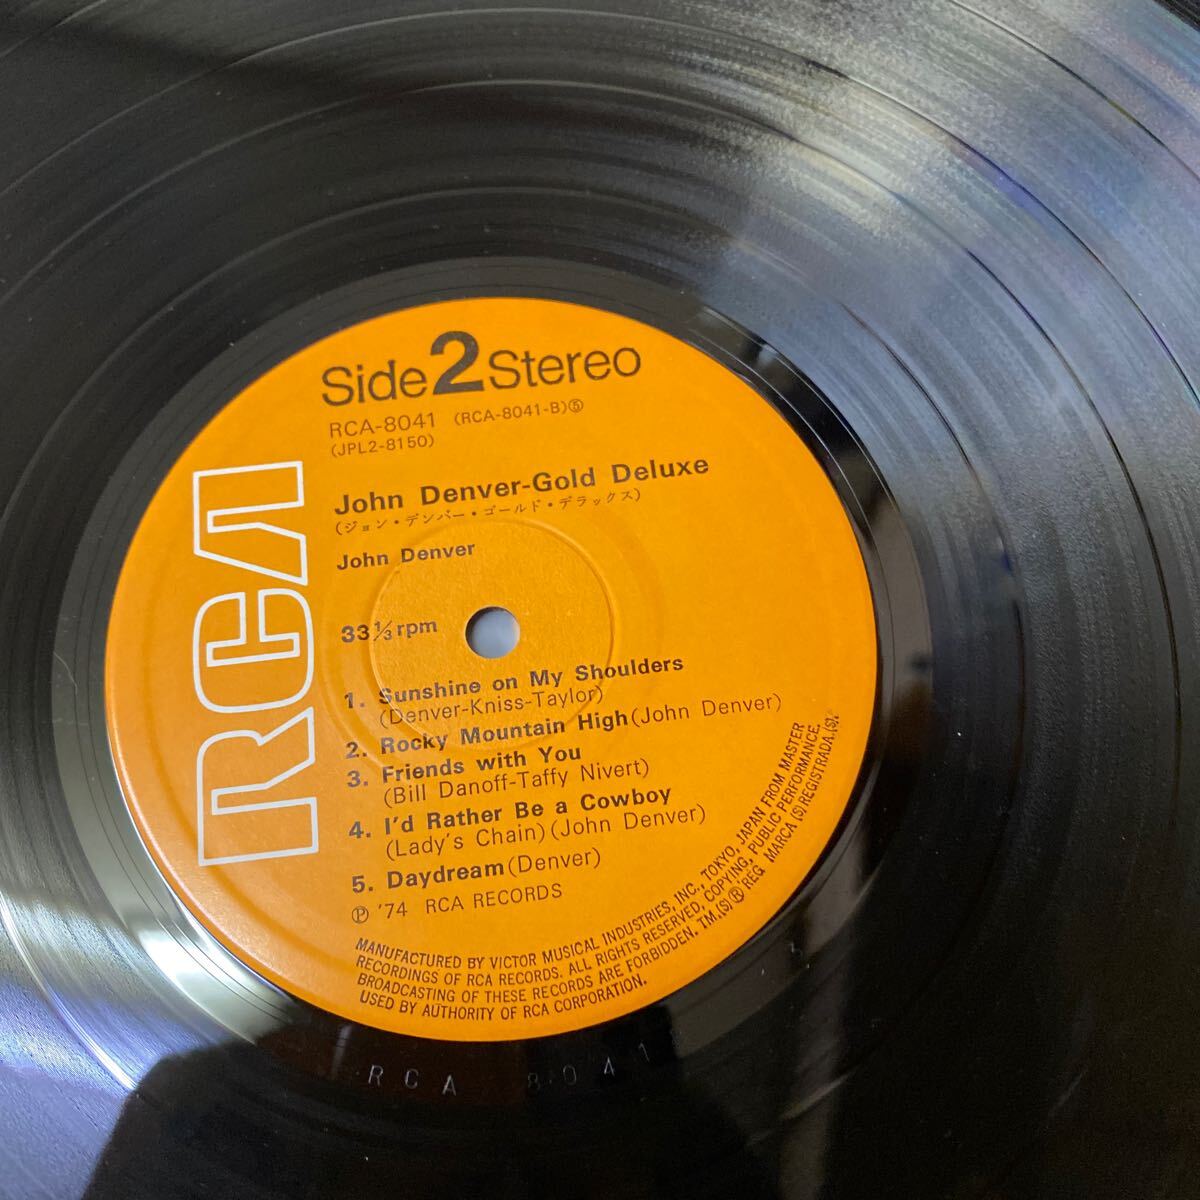 Side 2 Stereo
RCA-8041 (RCA-8041-B)⑤
(JPL2-8150)
John Denver-Gold Deluxe
(ジョン・デンバー・ゴールド・デラックス)
John Denver
33⅓ rpm
RCA
1. Sunshine on My Shoulders
(Denver-Kniss-Taylor)
2. Rocky Mountain High (John Denver)
3. Friends with You
(Bill Danoff-Taffy Nivert)
4. I'd Rather Be a Cowboy
(Lady's Chain) (John Denver)
5. Daydream (Denver)
Ⓟ '74 RCA RECORDS
MANUFACTURED BY VICTOR MUSICAL INDUSTRIES, INC., TOKYO, JAPAN FROM MASTER
RECORDINGS OF RCA RECORDS. ALL RIGHTS RESERVED, COPYING, PUBLIC PERFORMANCE,
BROADCASTING OF THESE RECORDS ARE FORBIDDEN. TM.(S)® REG. MARCA (S) REGISTRADA.(S).
USED BY AUTHORITY OF RCA CORPORATION.
RCA 8041